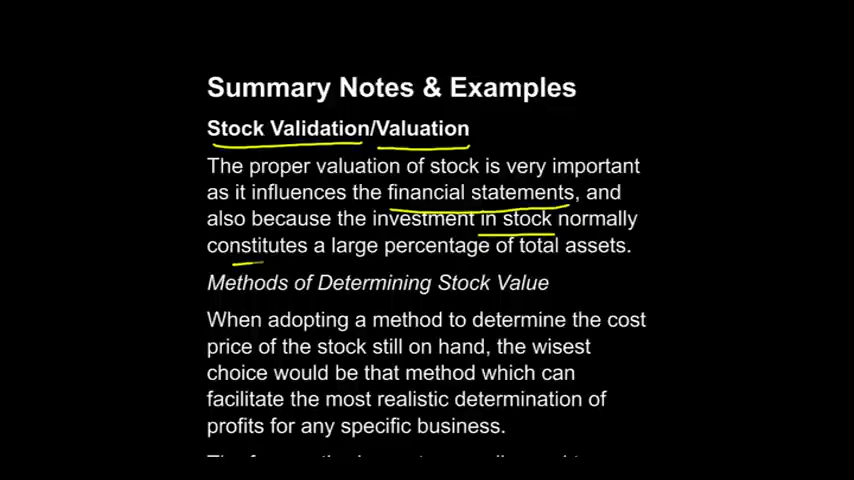 Summary Notes & Examples
Stock Validation/Valuation
The proper valuation of stock is very important
as it influences the financial statements, and
also because the investment in stock normally
constitutes a large percentage of total assets.
Methods of Determining Stock Value
When adopting a method to determine the cost
price of the stock still on hand, the wisest
choice would be that method which can
facilitate the most realistic determination of
profits for any specific business.